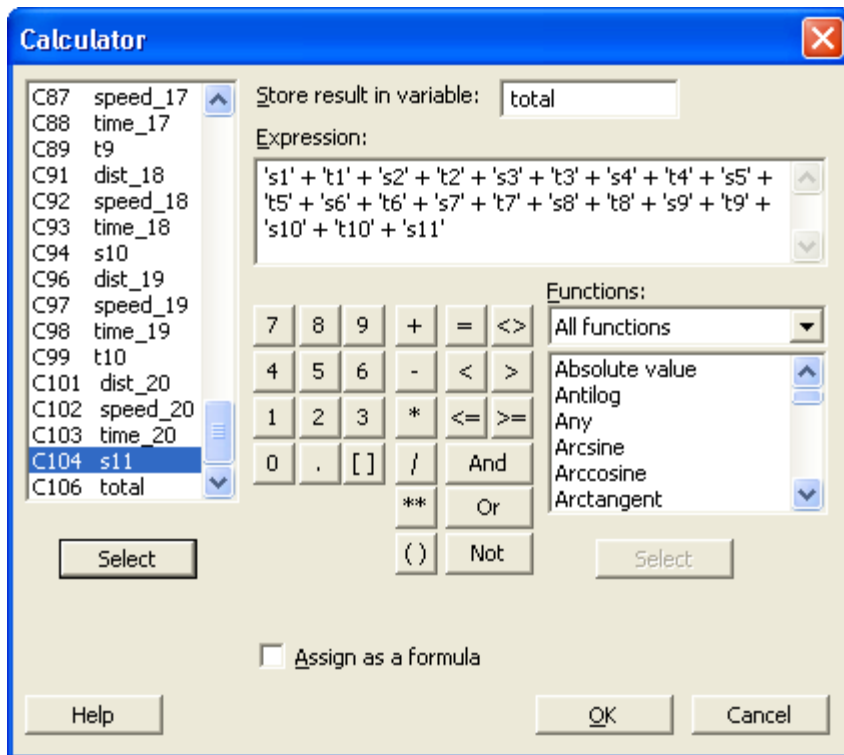 Calculator
C87 speed_17
C88 time_17
C89 t9
C91 dist_18
C92 speed_18
C93 time_18
C94 s10
C96 dist_19
C97 speed_19
C98 time_19
C99 t10
C101 dist_20
C102 speed_20
C103 time_20
C104 s11
C106 total
Select
Store result in variable: total
Expression:
's1' + 't1' + 's2' + 't2' + 's3' + 't3' + 's4' + 't4' + 's5' +
't5' + 's6' + 't6' + 's7' + 't7' + 's8' + 't8' + 's9' + 't9' +
's10' + 't10' + 's11'
7 8 9 + = <>
4 5 6 - < >
1 2 3 * <= >=
0 . [ ] / And
** Or
( ) Not
Functions:
All functions
Absolute value
Antilog
Any
Arcsine
Arccosine
Arctangent
Select
Assign as a formula
Help
OK
Cancel